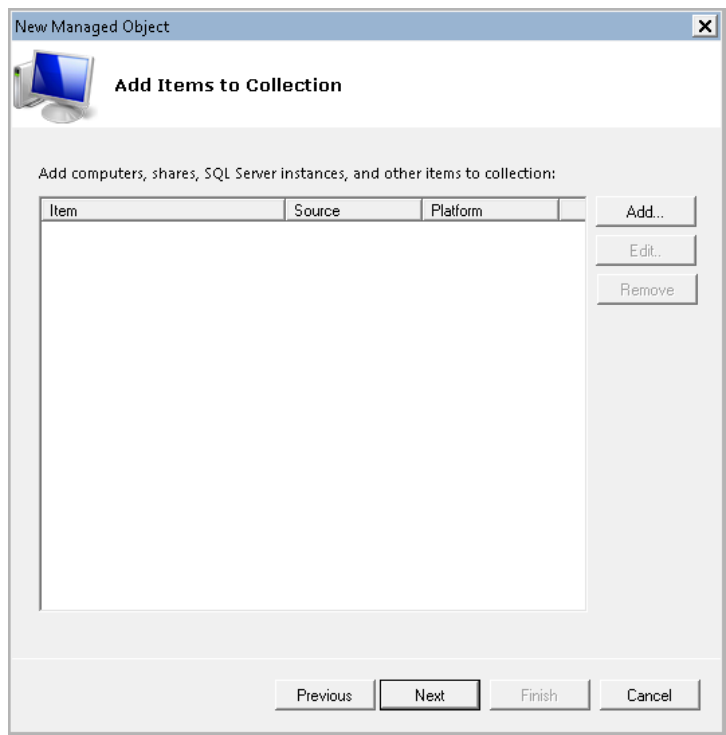 New Managed Object
Add Items to Collection
Add computers, shares, SQL Server instances, and other items to collection:
Item Source Platform
Add...
Edit..
Remove
Previous Next Finish Cancel